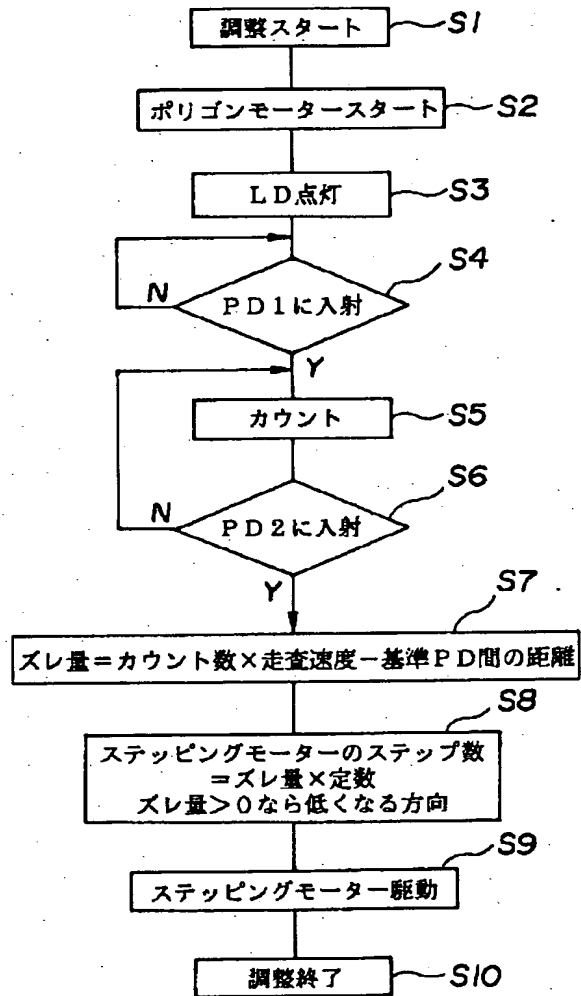 調整スタート S1
ポリゴンモータースタート S2
ＬＤ点灯 S3
ＰＤ１に入射 S4
N
Y
カウント S5
ＰＤ２に入射 S6
N
Y
S7
ズレ量＝カウント数×走査速度－基準ＰＤ間の距離
S8
ステッピングモーターのステップ数
＝ズレ量×定数
ズレ量＞０なら低くなる方向
S9
ステッピングモーター駆動
調整終了 S10